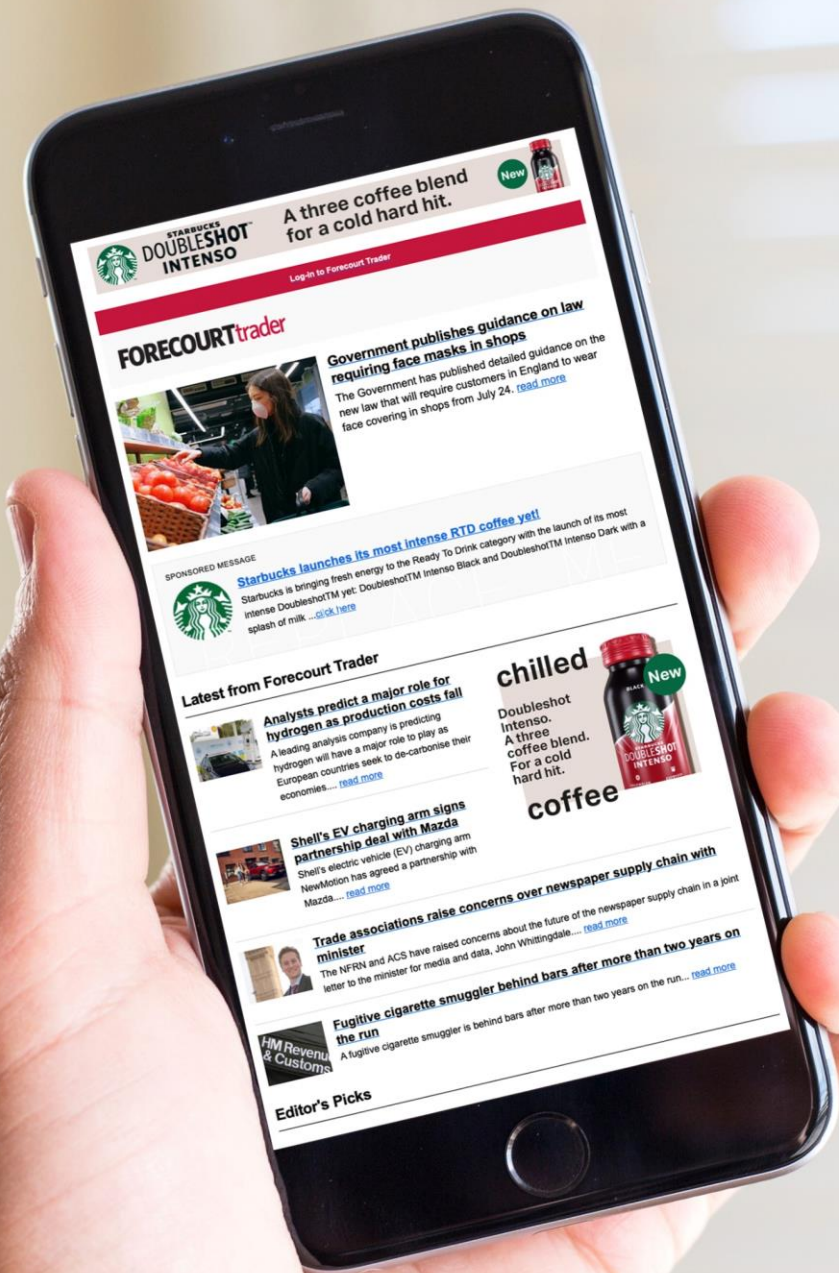 STARBUCKS
DOUBLESHOT™
INTENSO
A three coffee blend
for a cold hard hit.
New
Log-in to Forecourt Trader
FORECOURTtrader
Government publishes guidance on law
requiring face masks in shops
The Government has published detailed guidance on the
new law that will require customers in England to wear
face covering in shops from July 24. read more
SPONSORED MESSAGE
Starbucks launches its most intense RTD coffee yet!
Starbucks is bringing fresh energy to the Ready To Drink category with the launch of its most
intense DoubleshotTM yet: DoubleshotTM Intenso Black and DoubleshotTM Intenso Dark with a
splash of milk ...click here
Latest from Forecourt Trader
Analysts predict a major role for
hydrogen as production costs fall
A leading analysis company is predicting
hydrogen will have a major role to play as
European countries seek to de-carbonise their
economies.... read more
chilled
New
Doubleshot
Intenso.
A three
coffee blend.
For a cold
hard hit.
BLACK
DOUBLESHOT
INTENSO
coffee
Shell's EV charging arm signs
partnership deal with Mazda
Shell's electric vehicle (EV) charging arm
NewMotion has agreed a partnership with
Mazda.... read more
Trade associations raise concerns over newspaper supply chain with
minister
The NFRN and ACS have raised concerns about the future of the newspaper supply chain in a joint
letter to the minister for media and data, John Whittingdale.... read more
Fugitive cigarette smuggler behind bars after more than two years on
the run
A fugitive cigarette smuggler is behind bars after more than two years on the run... read more
HM Revenu
& Customs
Editor's Picks